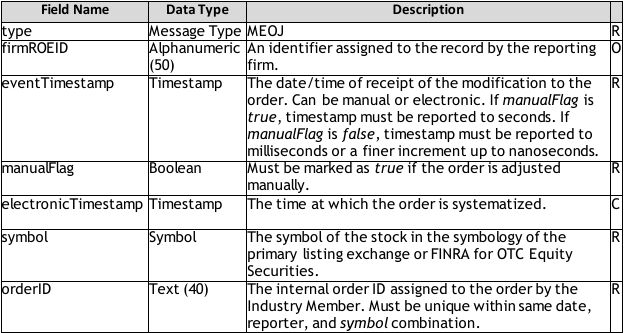 Field Name Data Type Description
type Message Type MEOJ R
firmROEID Alphanumeric An identifier assigned to the record by the reporting O
(50) firm.
eventTimestamp Timestamp The date/time of receipt of the modification to the R
order. Can be manual or electronic. If manualFlag is
true, timestamp must be reported to seconds. If
manualFlag is false, timestamp must be reported to
milliseconds or a finer increment up to nanoseconds.
manualFlag Boolean Must be marked as true if the order is adjusted R
manually.
electronicTimestamp Timestamp The time at which the order is systematized. C
symbol Symbol The symbol of the stock in the symbology of the R
primary listing exchange or FINRA for OTC Equity
Securities.
orderID Text (40) The internal order ID assigned to the order by the R
Industry Member. Must be unique within same date,
reporter, and symbol combination.